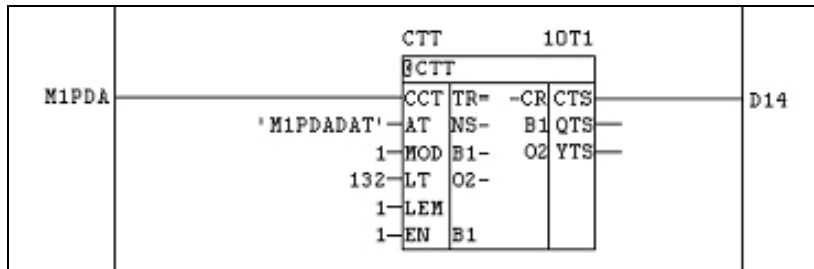 CTT 10T1
@CTT
M1PDA CCT TR= -CR CTS D14
'M1PDADAT' AT NS- B1 QTS
1 MOD B1- O2 YTS
132 LT O2-
1 LEM
1 EN B1